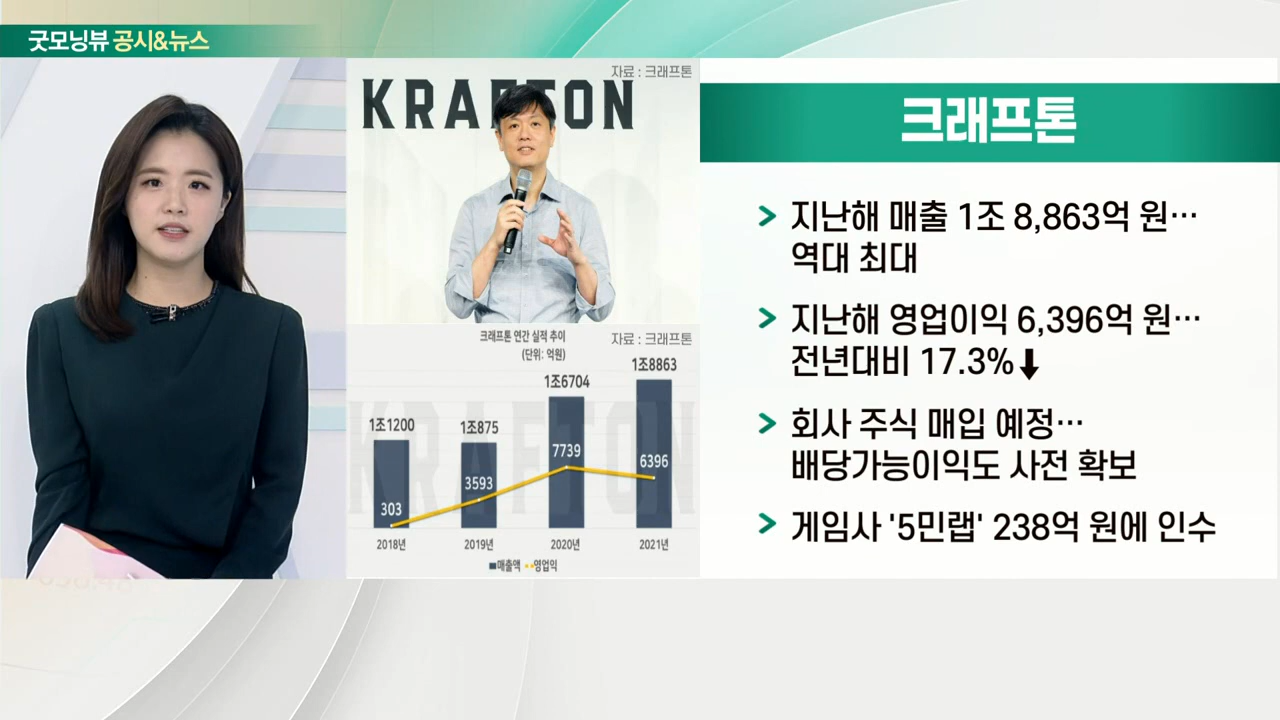 굿모닝뷰 공시&뉴스
자료 : 크래프톤
KRAFTON
크래프톤 연간 실적 추이
(단위: 억원)
자료 : 크래프톤
1조1200
1조875
1조6704
1조8863
303
3593
7739
6396
2018년
2019년
2020년
2021년
매출액
영업익
크래프톤
> 지난해 매출 1조 8,863억 원…
역대 최대
> 지난해 영업이익 6,396억 원…
전년대비 17.3%⬇
> 회사 주식 매입 예정…
배당가능이익도 사전 확보
> 게임사 '5민랩' 238억 원에 인수